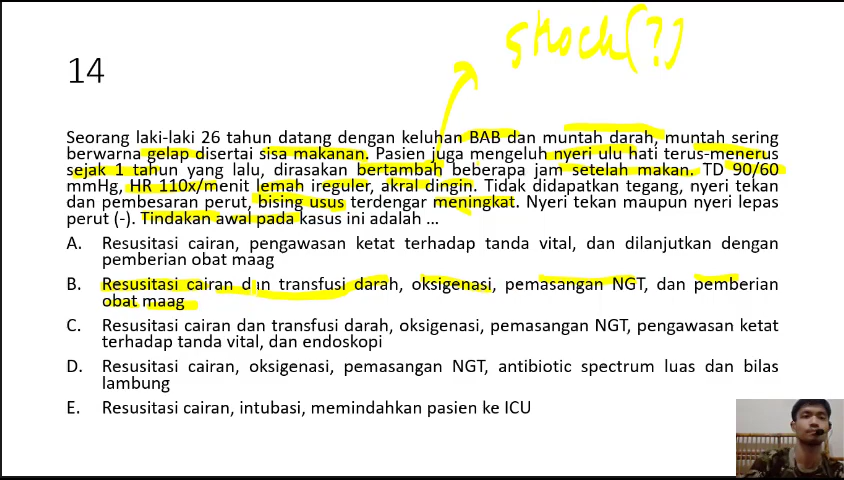 shock(?)
14
Seorang laki-laki 26 tahun datang dengan keluhan BAB dan muntah darah, muntah sering
berwarna gelap disertai sisa makanan. Pasien juga mengeluh nyeri ulu hati terus-menerus
sejak 1 tahun yang lalu, dirasakan bertambah beberapa jam setelah makan. TD 90/60
mmHg, HR 110x/menit lemah ireguler, akral dingin. Tidak didapatkan tegang, nyeri tekan
dan pembesaran perut, bising usus terdengar meningkat. Nyeri tekan maupun nyeri lepas
perut (-). Tindakan awal pada kasus ini adalah ...
A. Resusitasi cairan, pengawasan ketat terhadap tanda vital, dan dilanjutkan dengan
pemberian obat maag
B. Resusitasi cairan dan transfusi darah, oksigenasi, pemasangan NGT, dan pemberian
obat maag
C. Resusitasi cairan dan transfusi darah, oksigenasi, pemasangan NGT, pengawasan ketat
terhadap tanda vital, dan endoskopi
D. Resusitasi cairan, oksigenasi, pemasangan NGT, antibiotic spectrum luas dan bilas
lambung
E. Resusitasi cairan, intubasi, memindahkan pasien ke ICU